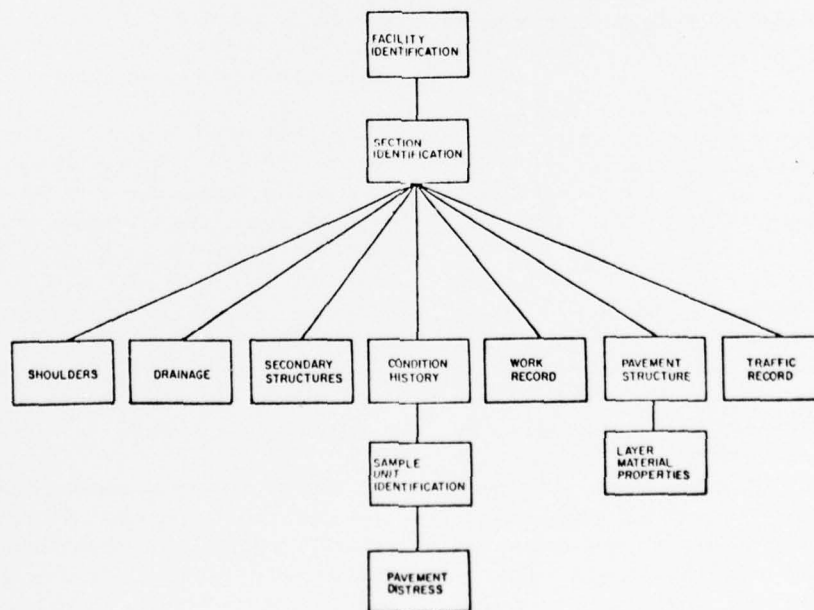 FACILITY
IDENTIFICATION
SECTION
IDENTIFICATION
SHOULDERS
DRAINAGE
SECONDARY
STRUCTURES
CONDITION
HISTORY
WORK
RECORD
PAVEMENT
STRUCTURE
TRAFFIC
RECORD
SAMPLE
UNIT
IDENTIFICATION
LAYER
MATERIAL
PROPERTIES
PAVEMENT
DISTRESS